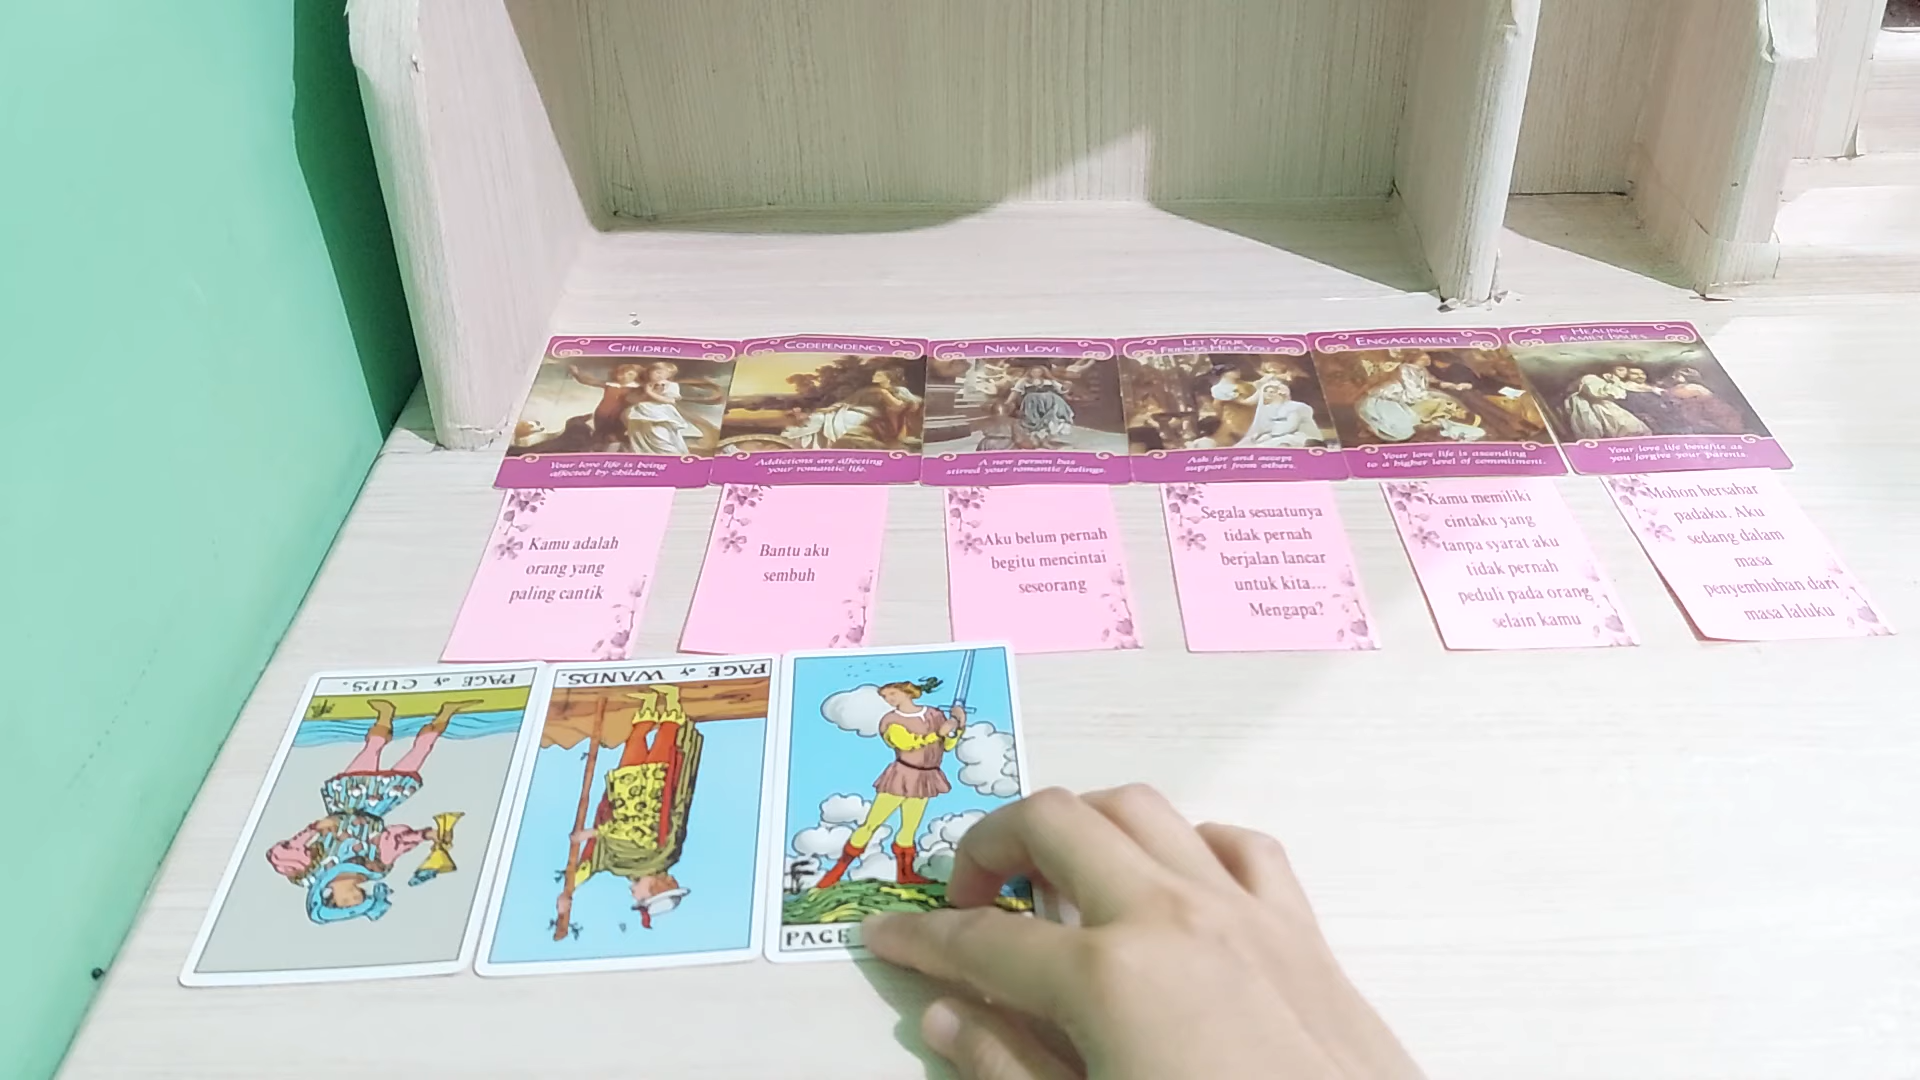 CHILDREN
Your love life is being
affected by children.
CODEPENDENCY
Addictions are affecting
your romantic life.
NEW LOVE
A new person has
stirred your romantic feelings.
LET YOUR
FRIENDS HELP YOU
Ask for and accept
support from others.
ENGAGEMENT
Your love life is ascending
to a higher level of commitment.
HEALING
FAMILY ISSUES
Your love life benefits as
you forgive your parents.
Kamu adalah
orang yang
paling cantik
Bantu aku
sembuh
Aku belum pernah
begitu mencintai
seseorang
Segala sesuatunya
tidak pernah
berjalan lancar
untuk kita...
Mengapa?
Kamu memiliki
cintaku yang
tanpa syarat aku
tidak pernah
peduli pada orang
selain kamu
Mohon bersabar
padaku. Aku
sedang dalam
masa
penyembuhan dari
masa laluku
PAGE of CUPS.
PAGE of WANDS.
PAGE